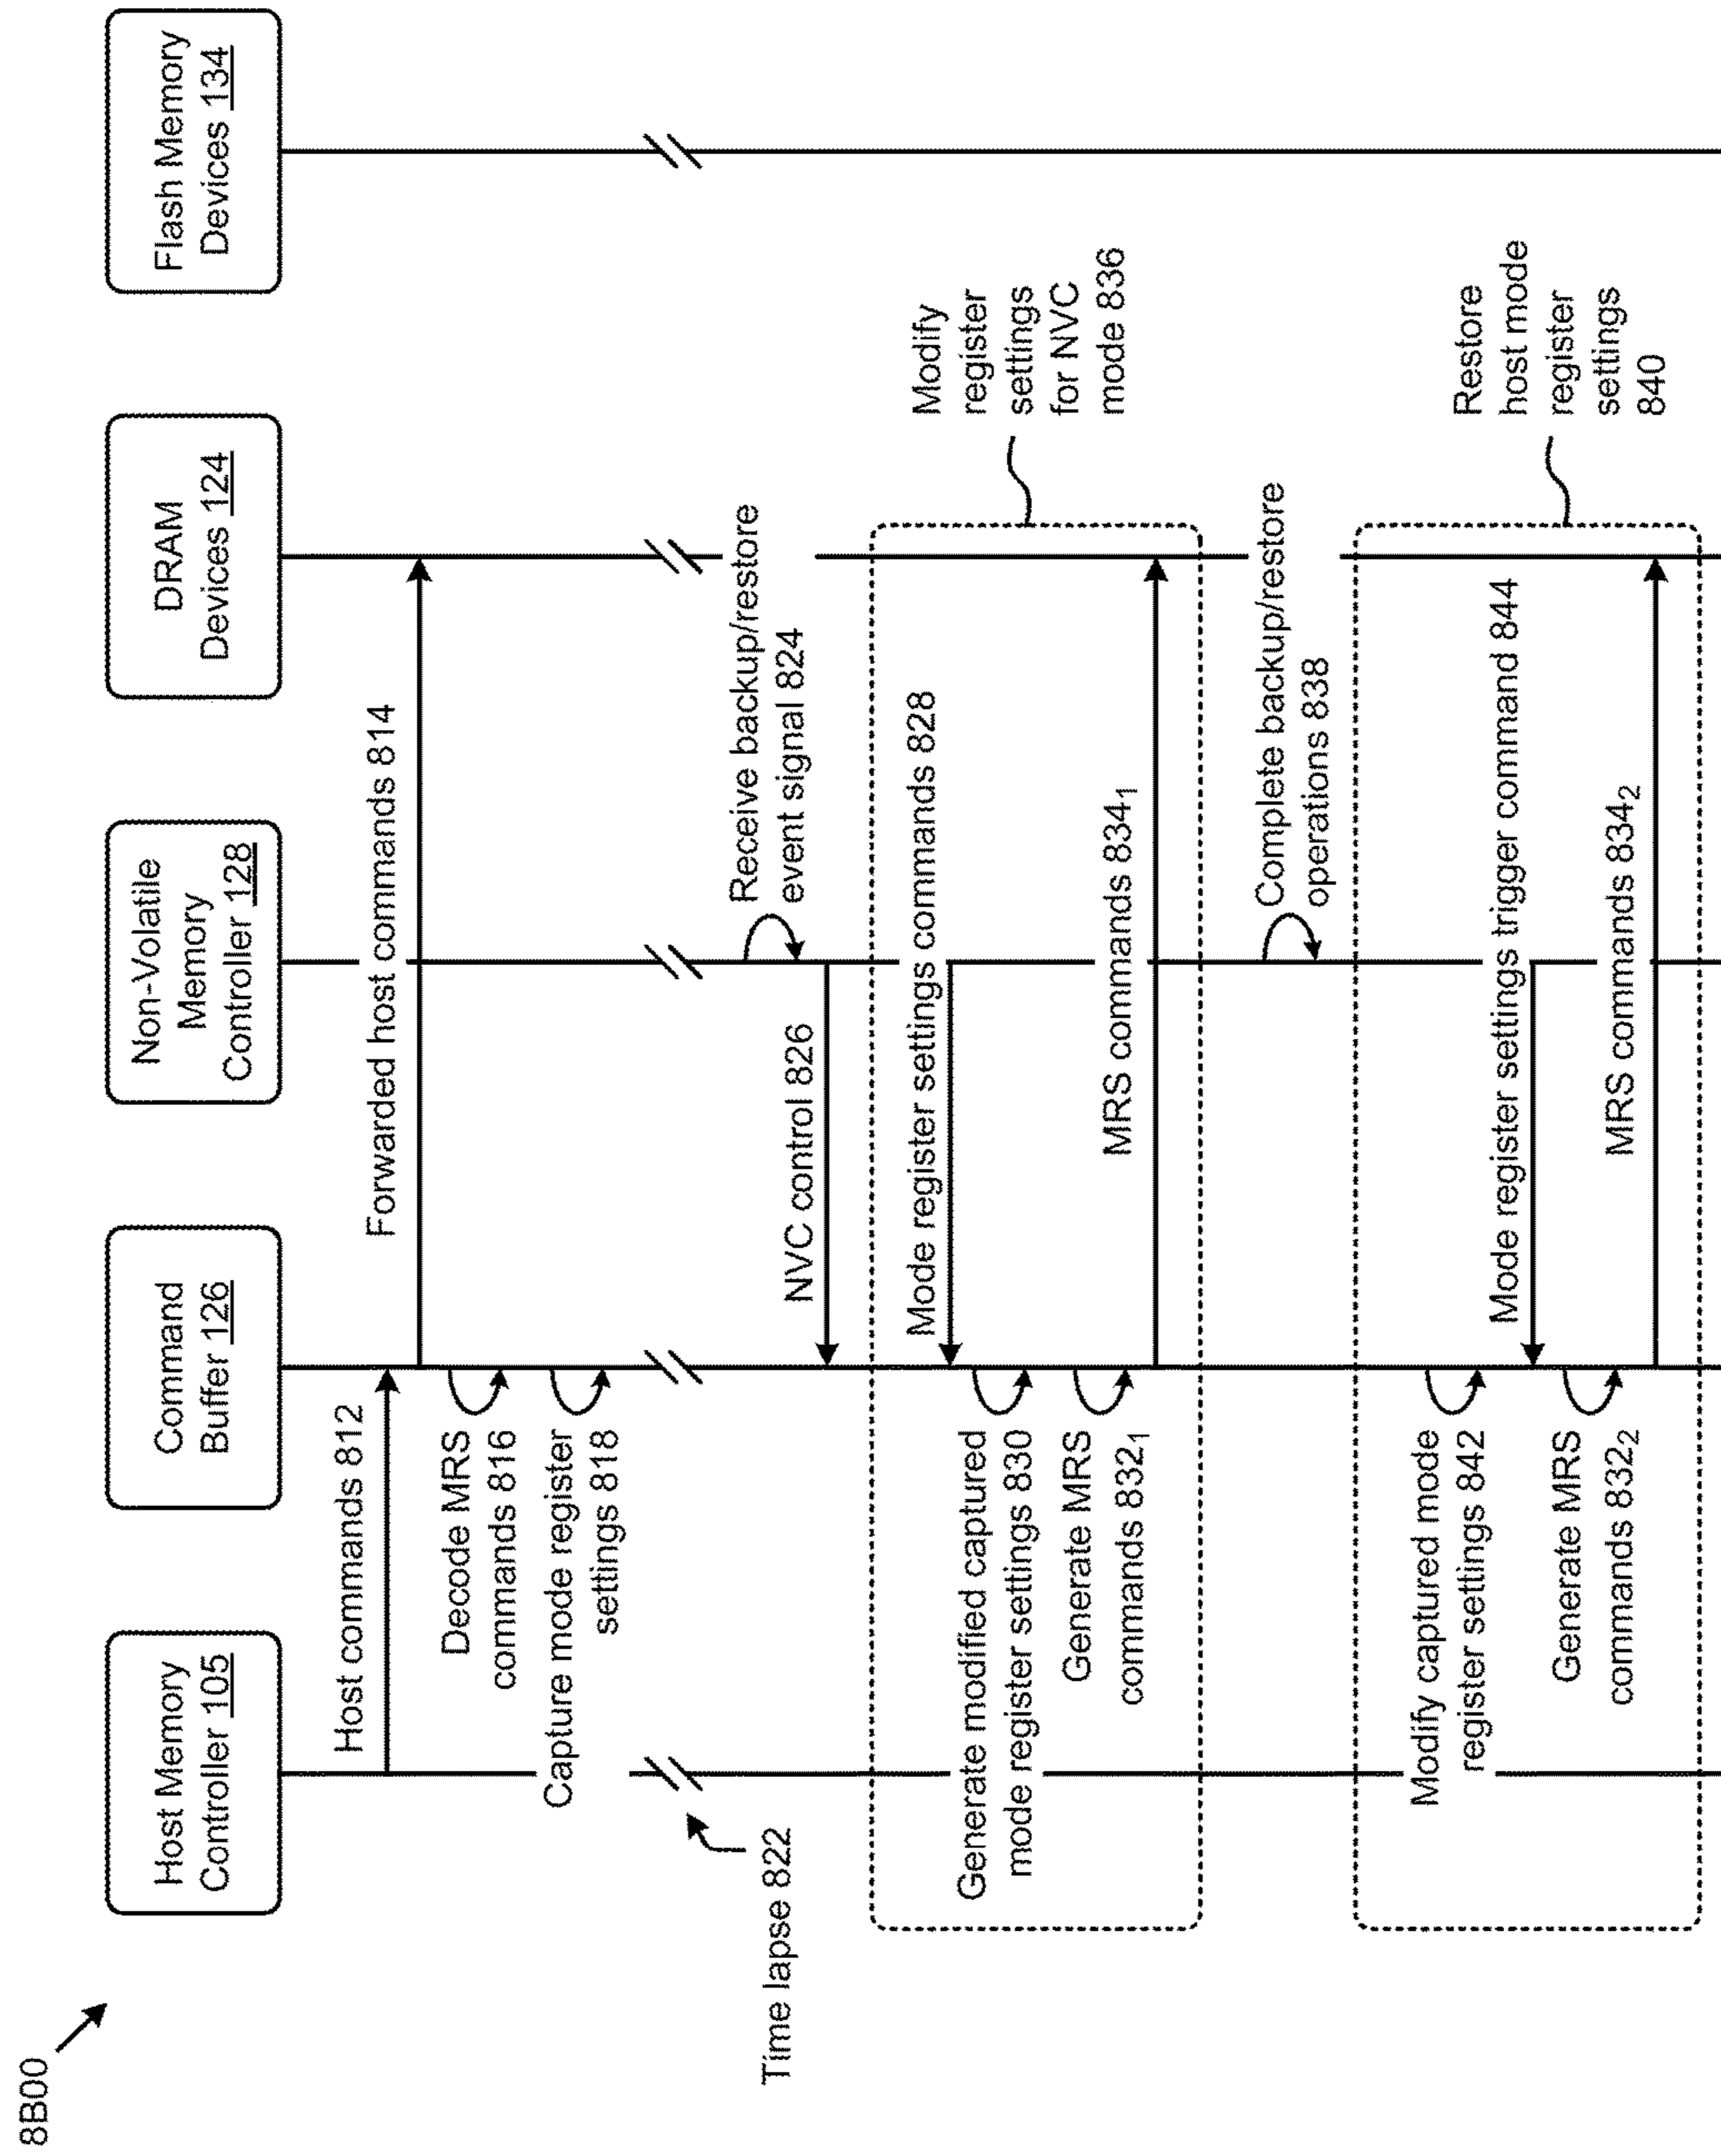 8B00
Host Memory
Controller 105
Command
Buffer 126
Non-Volatile
Memory
Controller 128
DRAM
Devices 124
Flash Memory
Devices 134
Host commands 812
Forwarded host commands 814
Decode MRS
commands 816
Capture mode register
settings 818
Time lapse 822
Receive backup/restore
event signal 824
NVC control 826
Mode register settings commands 828
Generate modified captured
mode register settings 830
Generate MRS
commands 832₁
MRS commands 834₁
Modify
register
settings
for NVC
mode 836
Complete backup/restore
operations 838
Modify captured mode
register settings 842
Mode register settings trigger command 844
Generate MRS
commands 832₂
MRS commands 834₂
Restore
host mode
register
settings
840